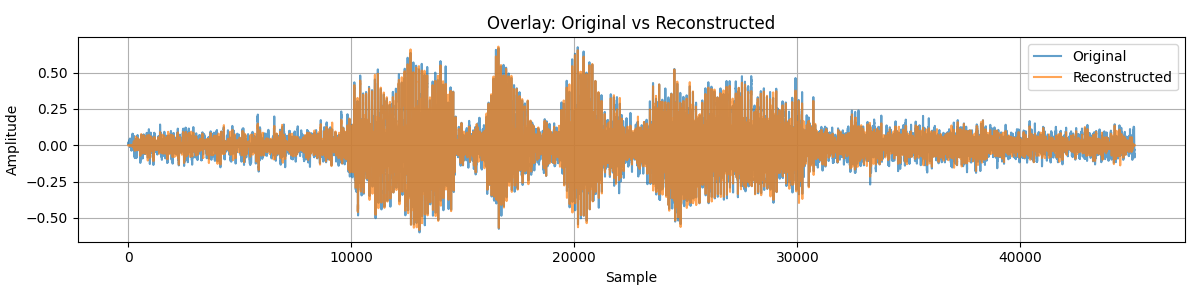 Overlay: Original vs Reconstructed
Original
Reconstructed
Amplitude
0.50
0.25
0.00
−0.25
−0.50
0 10000 20000 30000 40000
Sample